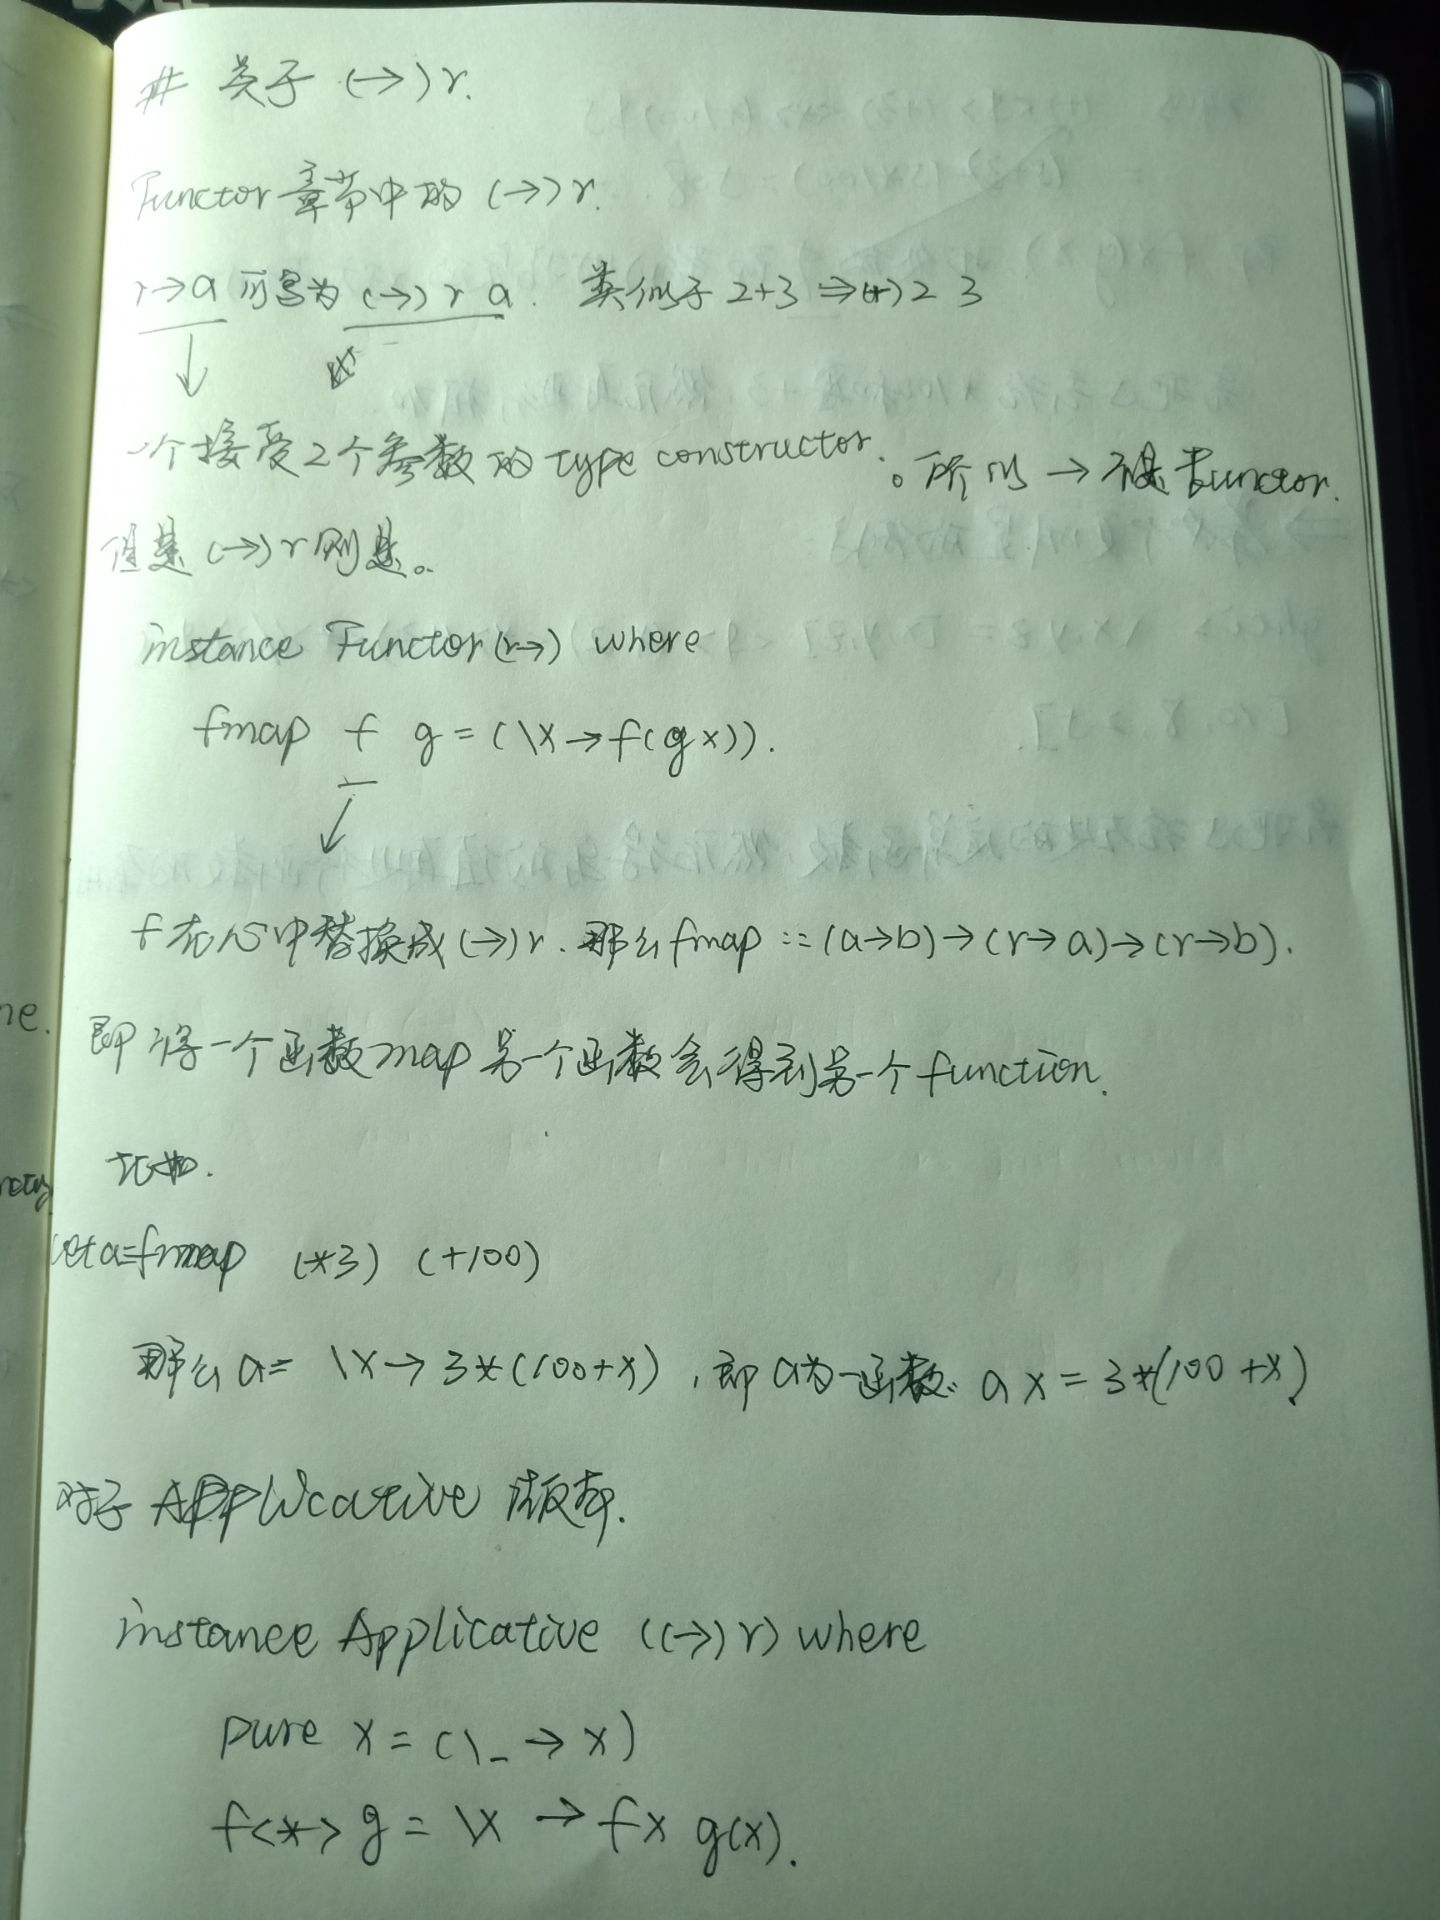 # 关于 (→) r.
Functor 章节中的 (→) r.
r→a 可写为 (→) r a. 类似于 2+3 ⇒ (+) 2 3
一个接受2个参数的 type constructor. 。所以 → 不是 Functor.
但是 (→) r 则是。
instance Functor (r→) where
fmap f g = (\x → f(g x)).
f 在心中替换成 (→) r. 那么 fmap :: (a→b) → (r→a) → (r→b).
即 将一个函数 map 另一个函数会得到另一个 function.
比如.
let a = fmap (*3) (+100)
那么 a = \x → 3*(100+x) , 即 a为一函数. a x = 3*(100+x)
对于 Applicative 版本.
instance Applicative ((→) r) where
pure x = (\_ → x)
f <*> g = \x → f x g(x).
ne.